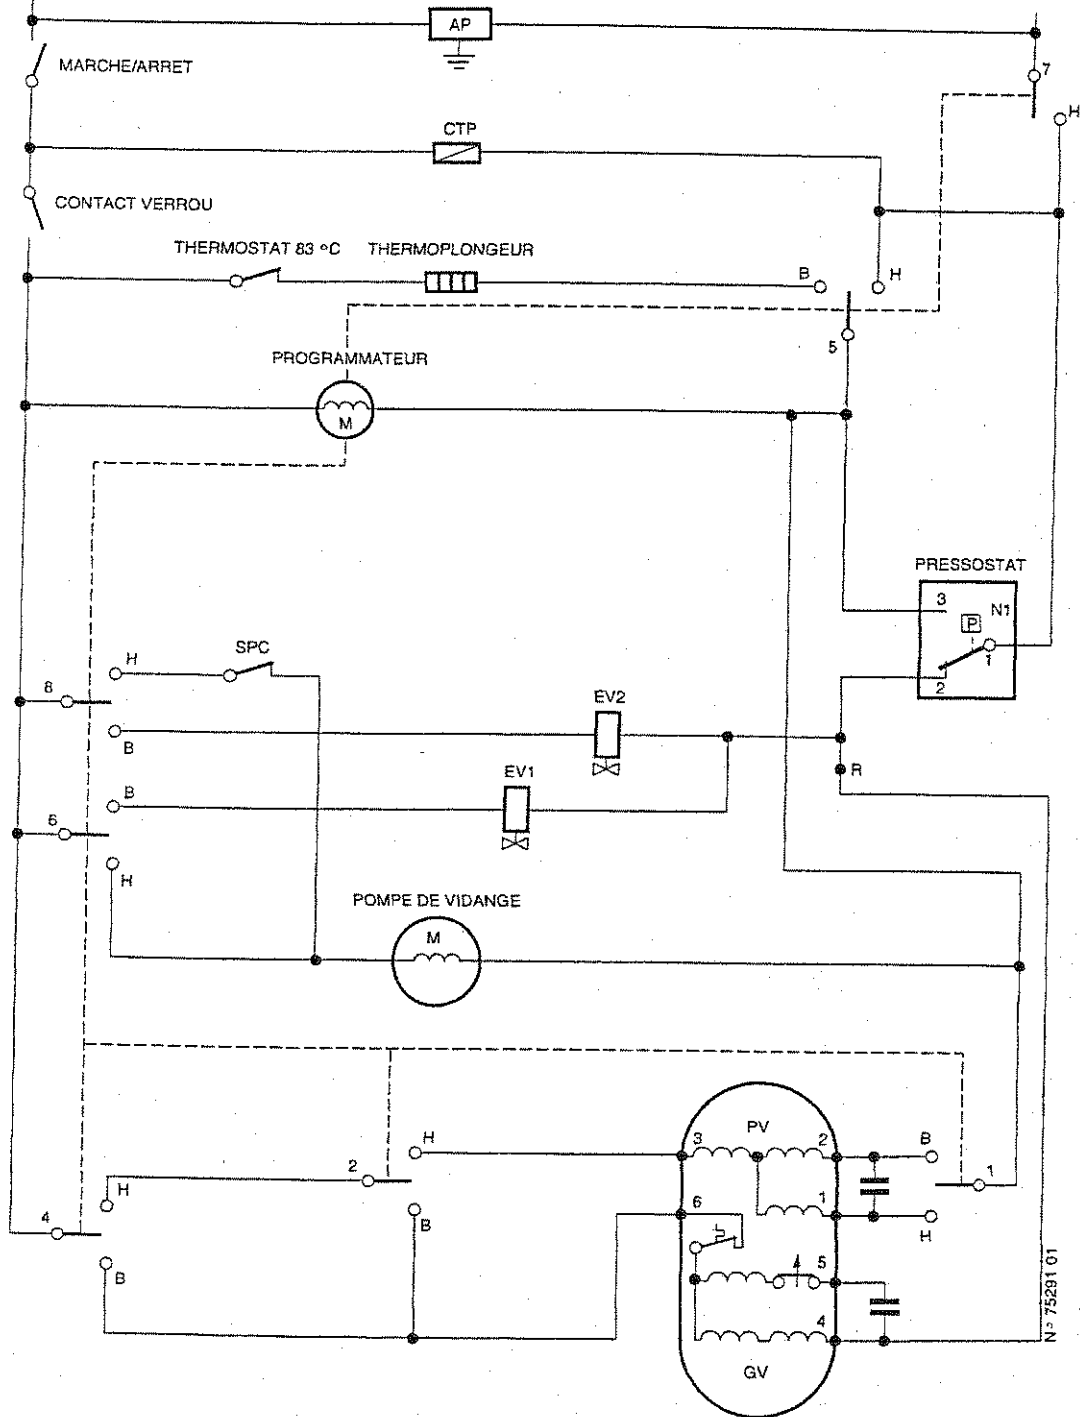 AP
MARCHE/ARRET
7
H
CTP
CONTACT VERROU
THERMOSTAT 83 °C THERMOPLONGEUR
B
H
5
PROGRAMMATEUR
M
PRESSOSTAT
3
N1
P
1
2
H
SPC
8
B
EV2
R
EV1
B
6
H
POMPE DE VIDANGE
M
PV
H
3
2
B
2
1
1
H
4
B
6
H
5
B
4
GV
N° 75291 01